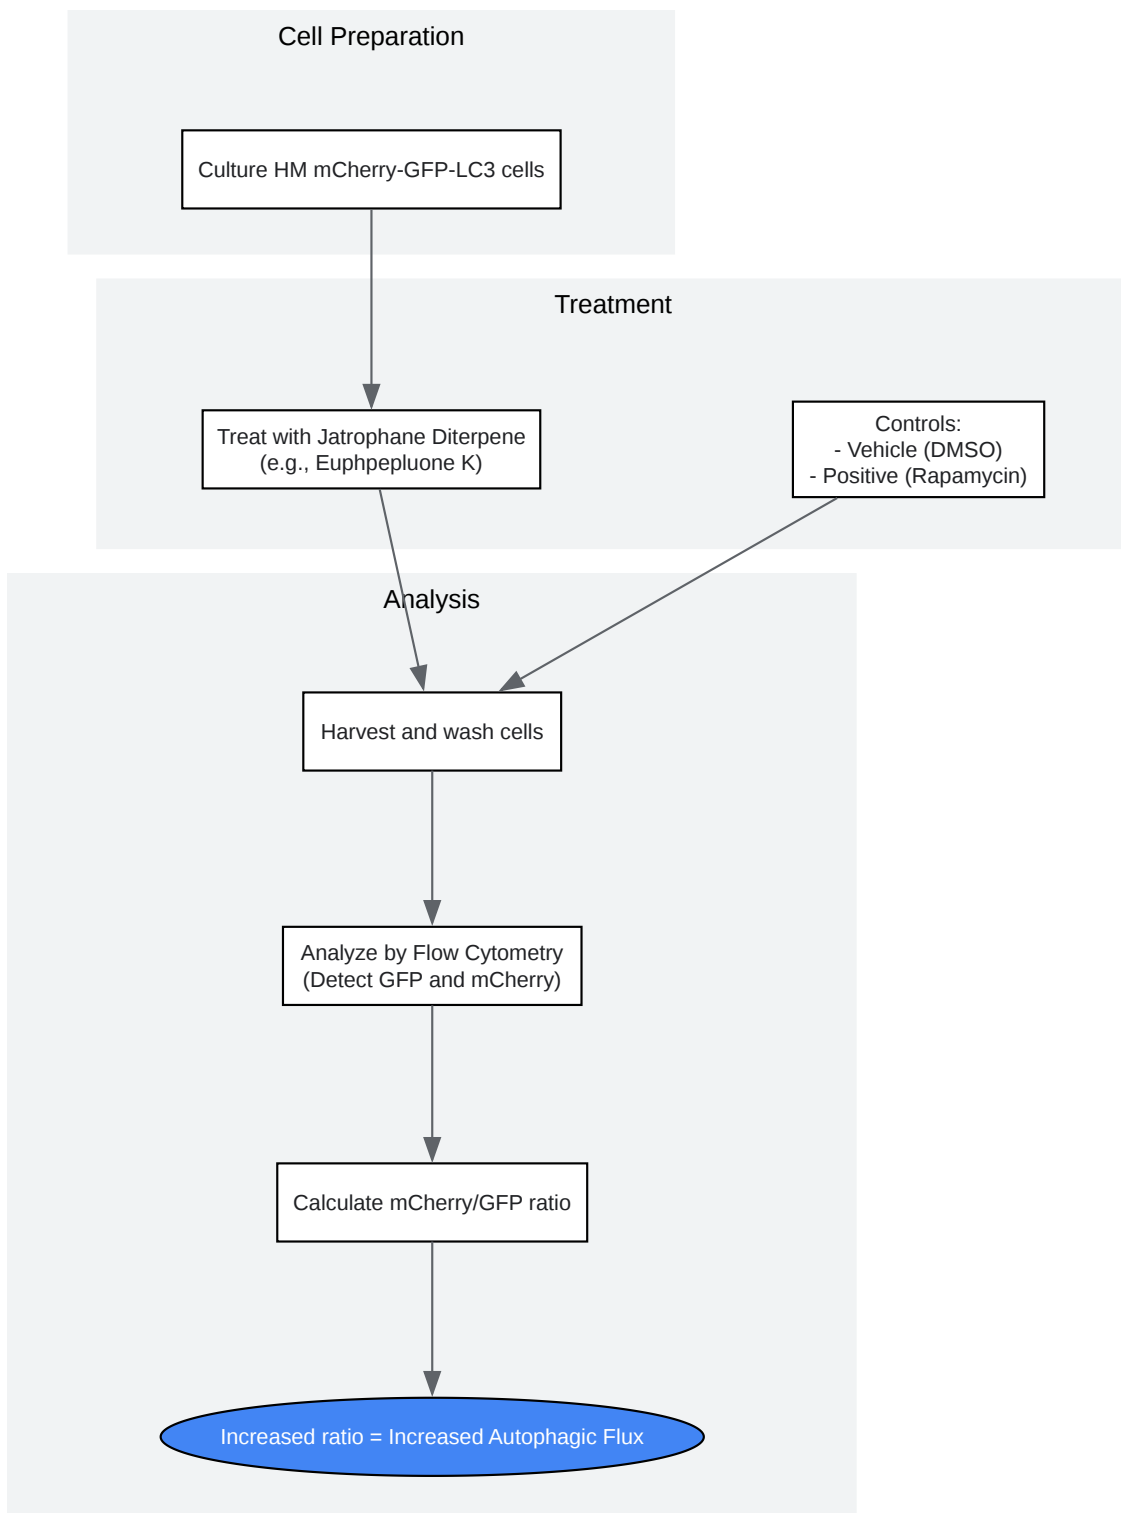 Cell Preparation
Culture HM mCherry-GFP-LC3 cells
Treatment
Treat with Jatrophane Diterpene
(e.g., Euphpepluone K)
Controls:
- Vehicle (DMSO)
- Positive (Rapamycin)
Analysis
Harvest and wash cells
Analyze by Flow Cytometry
(Detect GFP and mCherry)
Calculate mCherry/GFP ratio
Increased ratio = Increased Autophagic Flux